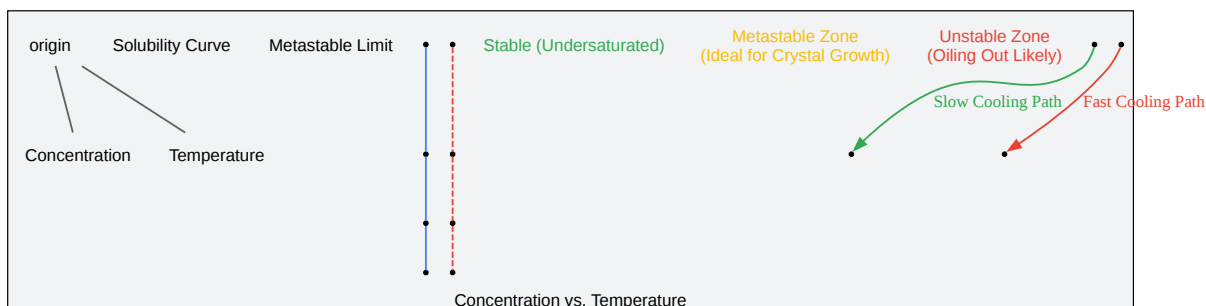 origin
Solubility Curve
Metastable Limit
Stable (Undersaturated)
Metastable Zone
(Ideal for Crystal Growth)
Unstable Zone
(Oiling Out Likely)
Slow Cooling Path
Fast Cooling Path
Concentration
Temperature
Concentration vs. Temperature